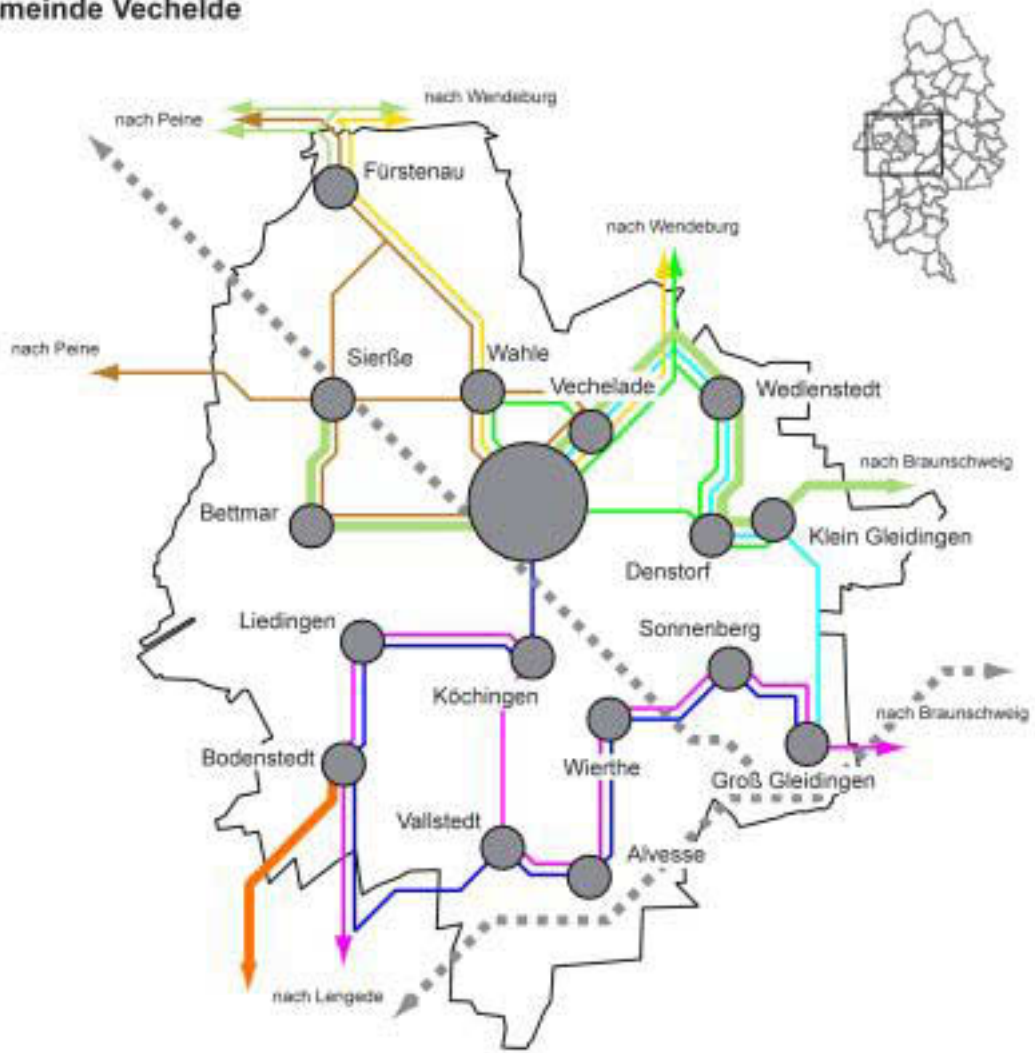 meinde Vechelde
nach Wendeburg
nach Peine
Fürstenau
nach Wendeburg
nach Peine
Sierße
Wahle
Vechelade
Wedlenstedt
nach Braunschweig
Bettmar
Klein Gleidingen
Denstorf
Liedingen
Sonnenberg
Köchingen
nach Braunschweig
Bodenstedt
Wierthe
Groß Gleidingen
Vallstedt
Alvesse
nach Lengede